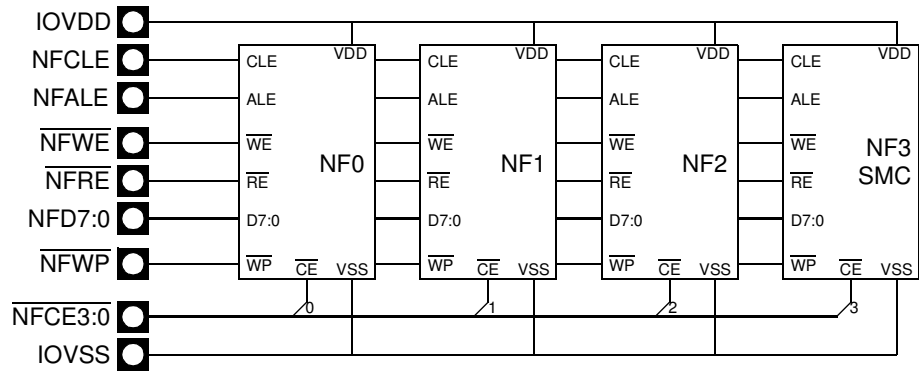 IOVDD
NFCLE
NFALE
NFWE
NFRE
NFD7:0
NFWP
NFCE3:0
IOVSS
VDD
CLE
ALE
WE
NF0
RE
D7:0
WP CE VSS
0
VDD
CLE
ALE
WE
NF1
RE
D7:0
WP CE VSS
1
VDD
CLE
ALE
WE
NF2
RE
D7:0
WP CE VSS
2
VDD
CLE
ALE
WE
NF3
SMC
RE
D7:0
WP CE VSS
3